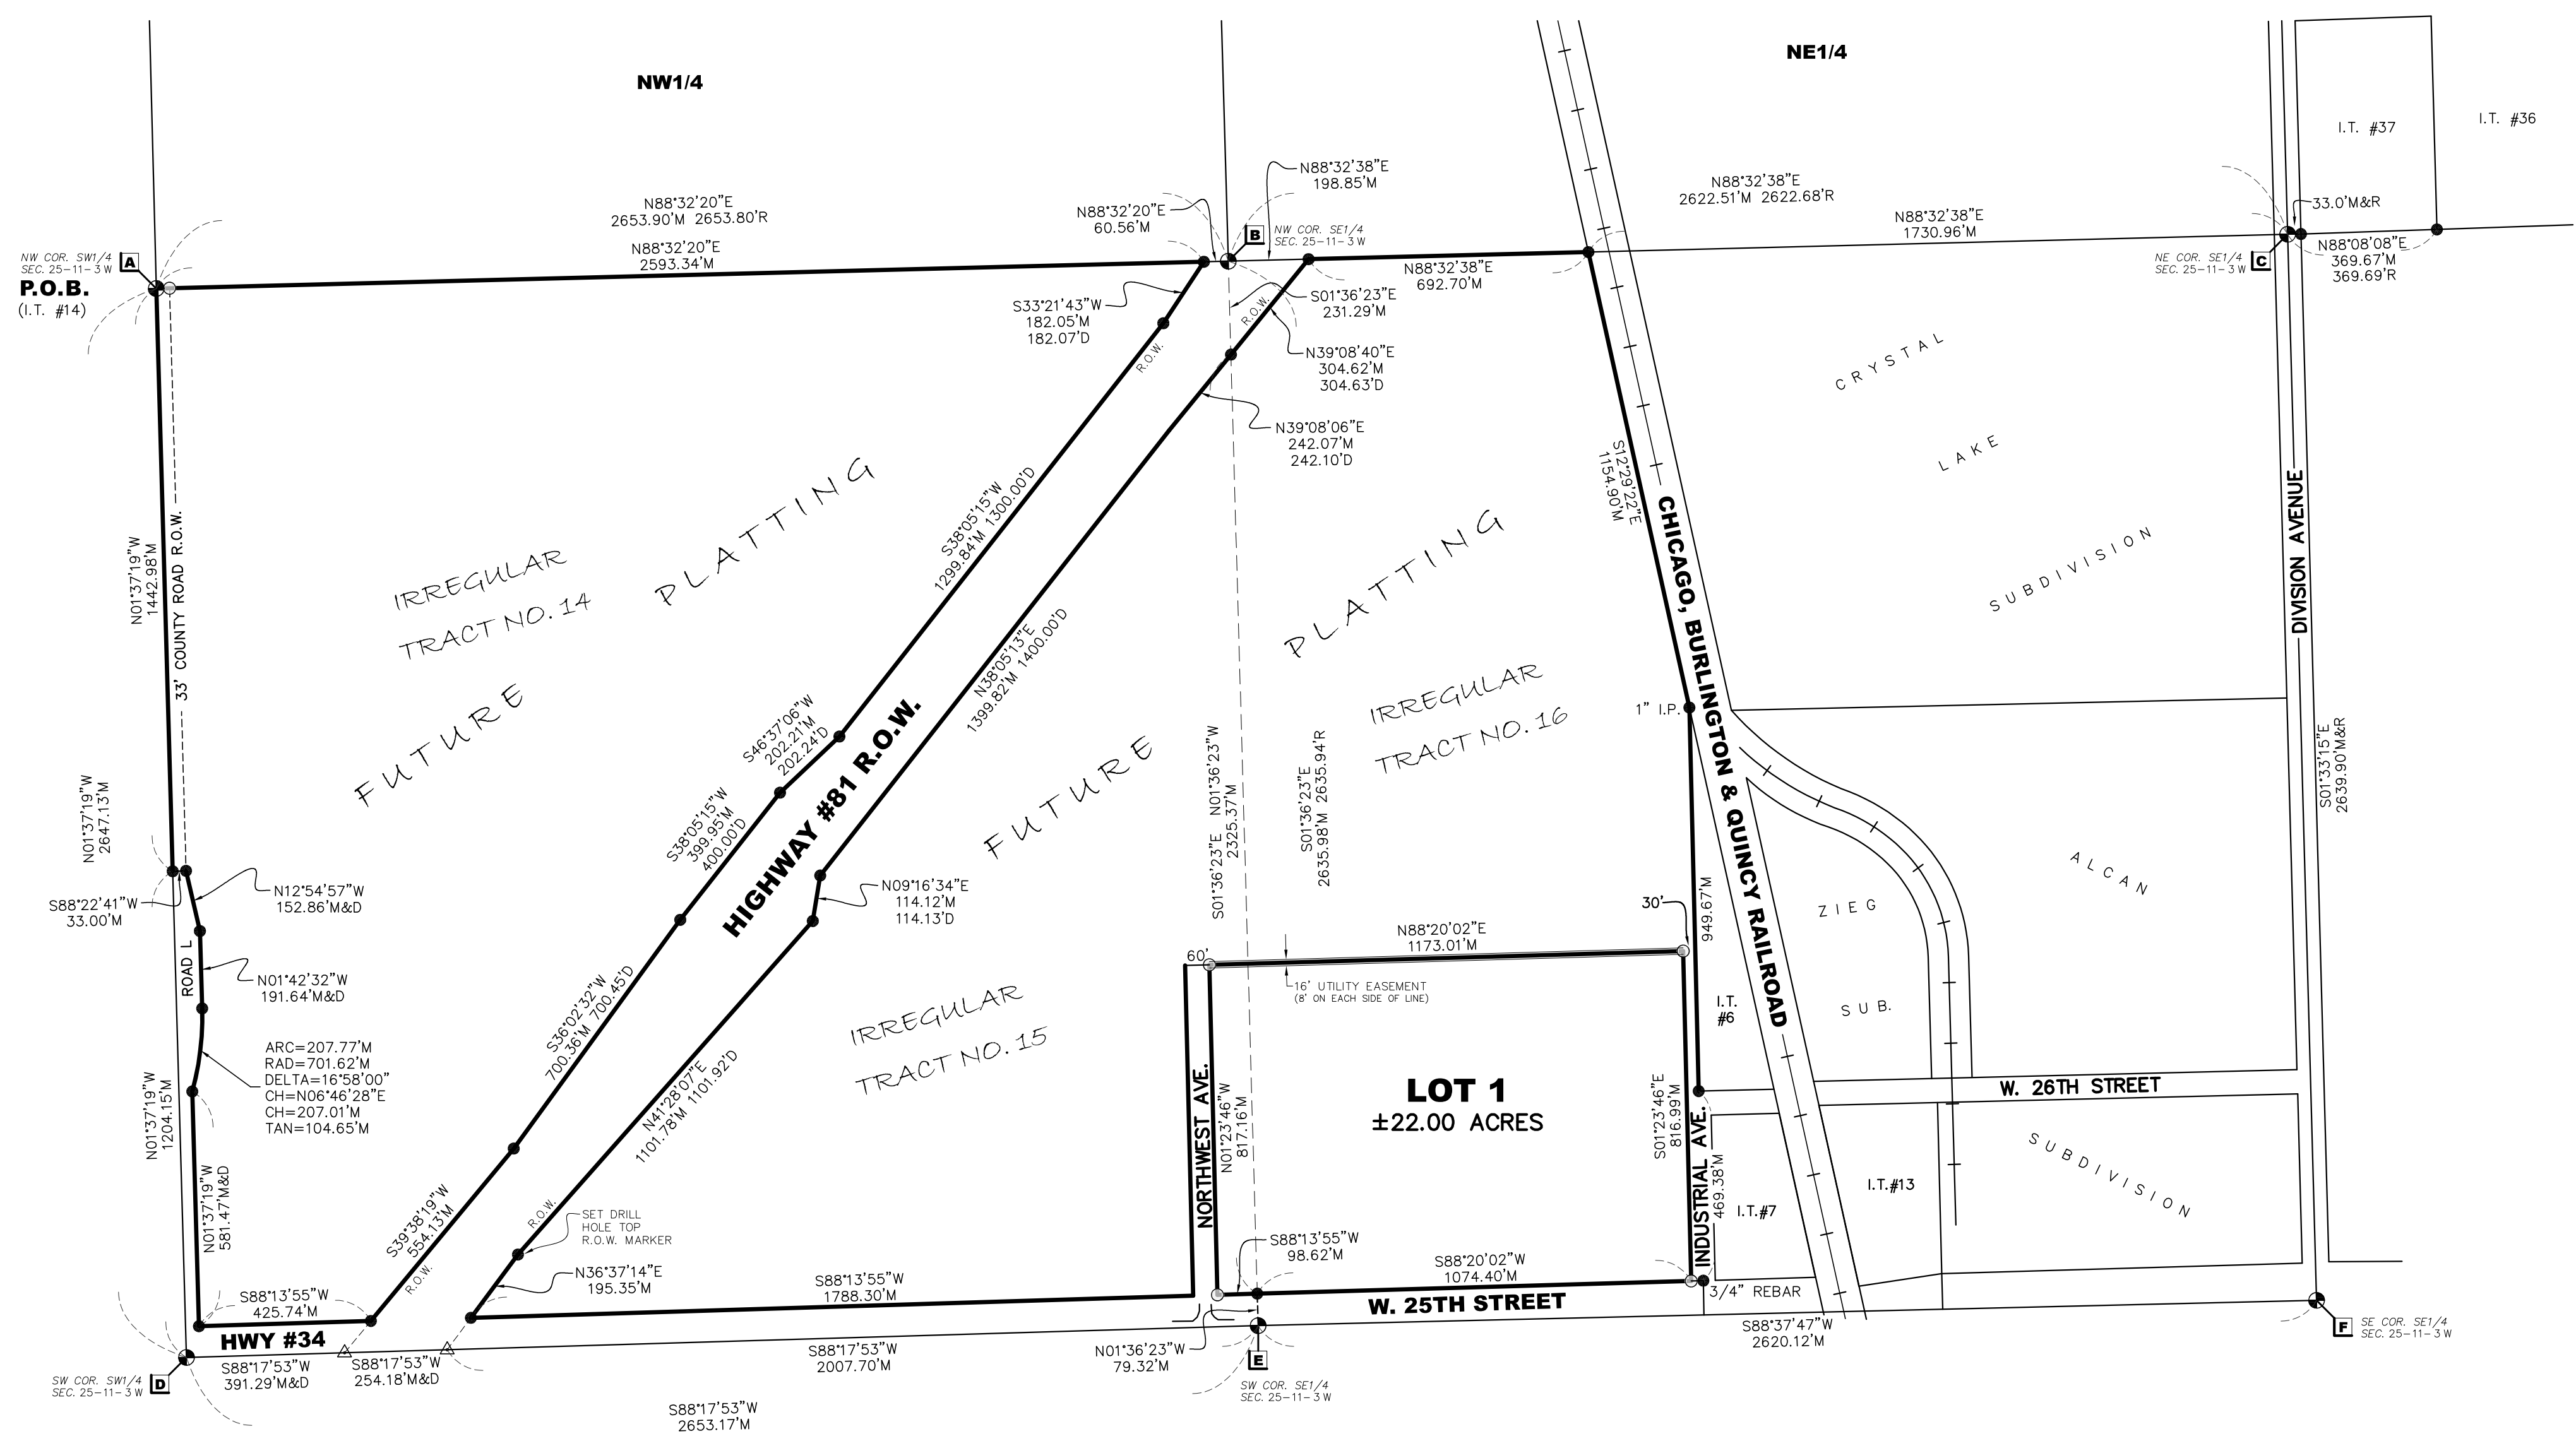 NW1/4
NE1/4
I.T. #37
I.T. #36
N88°32'20"E
2653.90'M 2653.80'R
N88°32'20"E
2593.34'M
N88°32'20"E
60.56'M
N88°32'38"E
198.85'M
B
NW COR. SE1/4
SEC. 25-11-3 W
N88°32'38"E
2622.51'M 2622.68'R
N88°32'38"E
1730.96'M
N88°32'38"E
692.70'M
33.0'M&R
NE COR. SE1/4
SEC. 25-11-3 W
C
N88°08'08"E
369.67'M
369.69'R
NW COR. SW1/4
SEC. 25-11-3 W
A
P.O.B.
(I.T. #14)
S33°21'43"W
182.05'M
182.07'D
R.O.W.
R.O.W.
S01°36'23"E
231.29'M
N39°08'40"E
304.62'M
304.63'D
N39°08'06"E
242.07'M
242.10'D
CRYSTAL
LAKE
SUBDIVISION
S12°29'22"E
1154.90'M
CHICAGO, BURLINGTON & QUINCY RAILROAD
DIVISION AVENUE
S01°33'15"E
2639.90'M&R
N01°37'19"W
1442.98'M
33' COUNTY ROAD R.O.W.
IRREGULAR
TRACT NO. 14
FUTURE PLATTING
S38°05'15"W
1299.84'M 1300.00'D
N38°05'13"E
1399.82'M 1400.00'D
S46°37'06"W
202.21'M
202.24'D
S38°05'15"W
399.95'M
400.00'D
HIGHWAY #81 R.O.W.
N09°16'34"E
114.12'M
114.13'D
FUTURE PLATTING
IRREGULAR
TRACT NO. 16
S01°36'23"E N01°36'23"W
2325.37'M
S01°36'23"E
2635.98'M 2635.94'R
1" I.P.
949.67'M
30'
N01°37'19"W
2647.13'M
S88°22'41"W
33.00'M
N12°54'57"W
152.86'M&D
ROAD L
N01°42'32"W
191.64'M&D
ARC=207.77'M
RAD=701.62'M
DELTA=16°58'00"
CH=N06°46'28"E
CH=207.01'M
TAN=104.65'M
N01°37'19"W
1204.15'M
N01°37'19"W
581.47'M&D
S36°02'32"W
700.36'M 700.45'D
N41°28'07"E
1101.78'M 1101.92'D
IRREGULAR
TRACT NO. 15
60'
N88°20'02"E
1173.01'M
16' UTILITY EASEMENT
(8' ON EACH SIDE OF LINE)
NORTHWEST AVE.
N01°23'46"W
817.16'M
LOT 1
±22.00 ACRES
S01°23'46"E
816.99'M
INDUSTRIAL AVE.
469.38'M
I.T.
#6
ZIEG
SUB.
ALCAN
SUBDIVISION
W. 26TH STREET
I.T.#7
I.T.#13
S39°38'19"W
554.13'M
R.O.W.
R.O.W.
SET DRILL
HOLE TOP
R.O.W. MARKER
N36°37'14"E
195.35'M
S88°13'55"W
425.74'M
S88°13'55"W
1788.30'M
S88°13'55"W
98.62'M
S88°20'02"W
1074.40'M
3/4" REBAR
W. 25TH STREET
HWY #34
S88°17'53"W
391.29'M&D
S88°17'53"W
254.18'M&D
S88°17'53"W
2007.70'M
N01°36'23"W
79.32'M
S88°37'47"W
2620.12'M
SW COR. SW1/4
SEC. 25-11-3 W
D
E
SW COR. SE1/4
SEC. 25-11-3 W
F
SE COR. SE1/4
SEC. 25-11-3 W
S88°17'53"W
2653.17'M